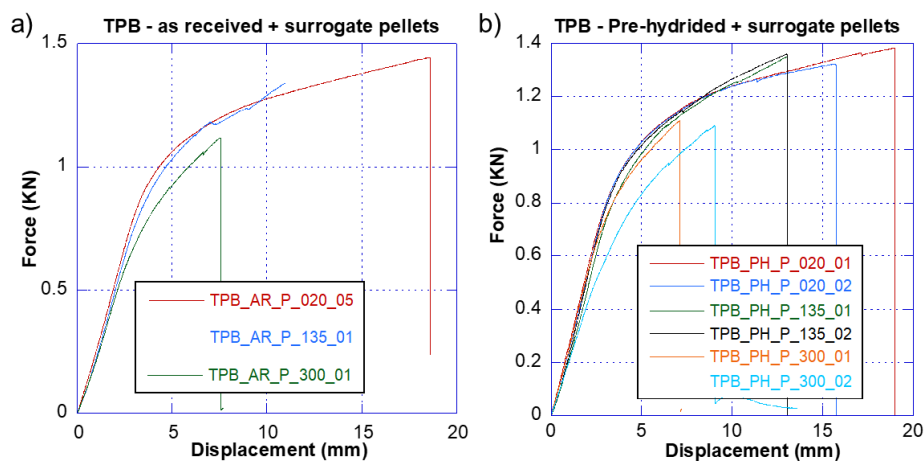 a)
TPB - as received + surrogate pellets
1.5
1
0.5
0
Force (KN)
0 5 10 15 20
Displacement (mm)
TPB_AR_P_020_05
TPB_AR_P_135_01
TPB_AR_P_300_01
b)
TPB - Pre-hydrided + surrogate pellets
1.4
1.2
1
0.8
0.6
0.4
0.2
0
Force (KN)
0 5 10 15 20
Displacement (mm)
TPB_PH_P_020_01
TPB_PH_P_020_02
TPB_PH_P_135_01
TPB_PH_P_135_02
TPB_PH_P_300_01
TPB_PH_P_300_02